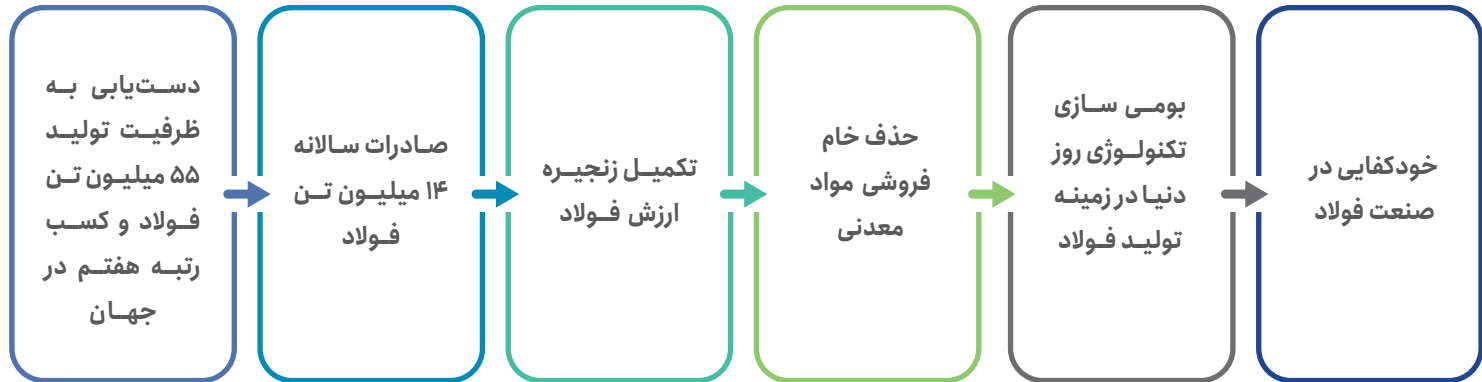 دست‌یابی به
ظرفیت تولید
۵۵ میلیون تن
فولاد و کسب
رتبه هفتم در
جهان
صادرات سالانه
۱۴ میلیون تن
فولاد
تکمیل زنجیره
ارزش فولاد
حذف خام
فروشی مواد
معدنی
بومی سازی
تکنولوژی روز
دنیا در زمینه
تولید فولاد
خودکفایی در
صنعت فولاد